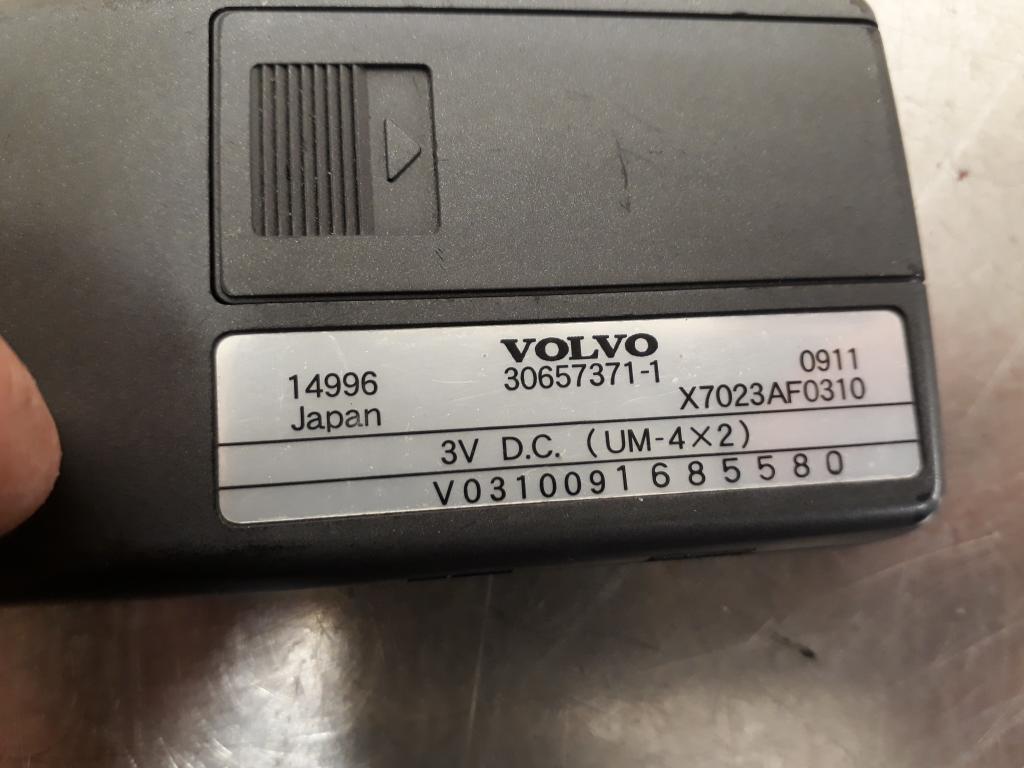 VOLVO
14996 30657371-1 0911
Japan X7023AF0310
3V D.C. (UM-4×2)
V0310091685580